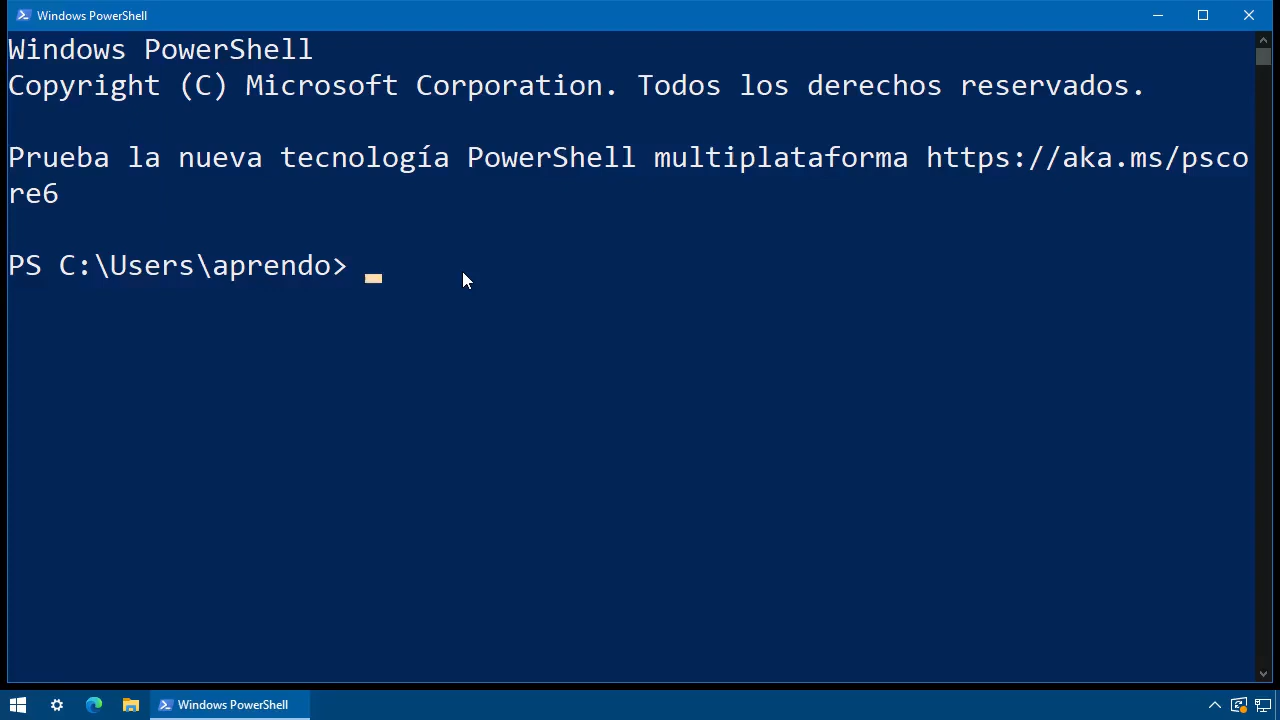 Windows PowerShell
Windows PowerShell
Copyright (C) Microsoft Corporation. Todos los derechos reservados.
Prueba la nueva tecnología PowerShell multiplataforma https://aka.ms/psco
re6
PS C:\Users\aprendo>
Windows PowerShell